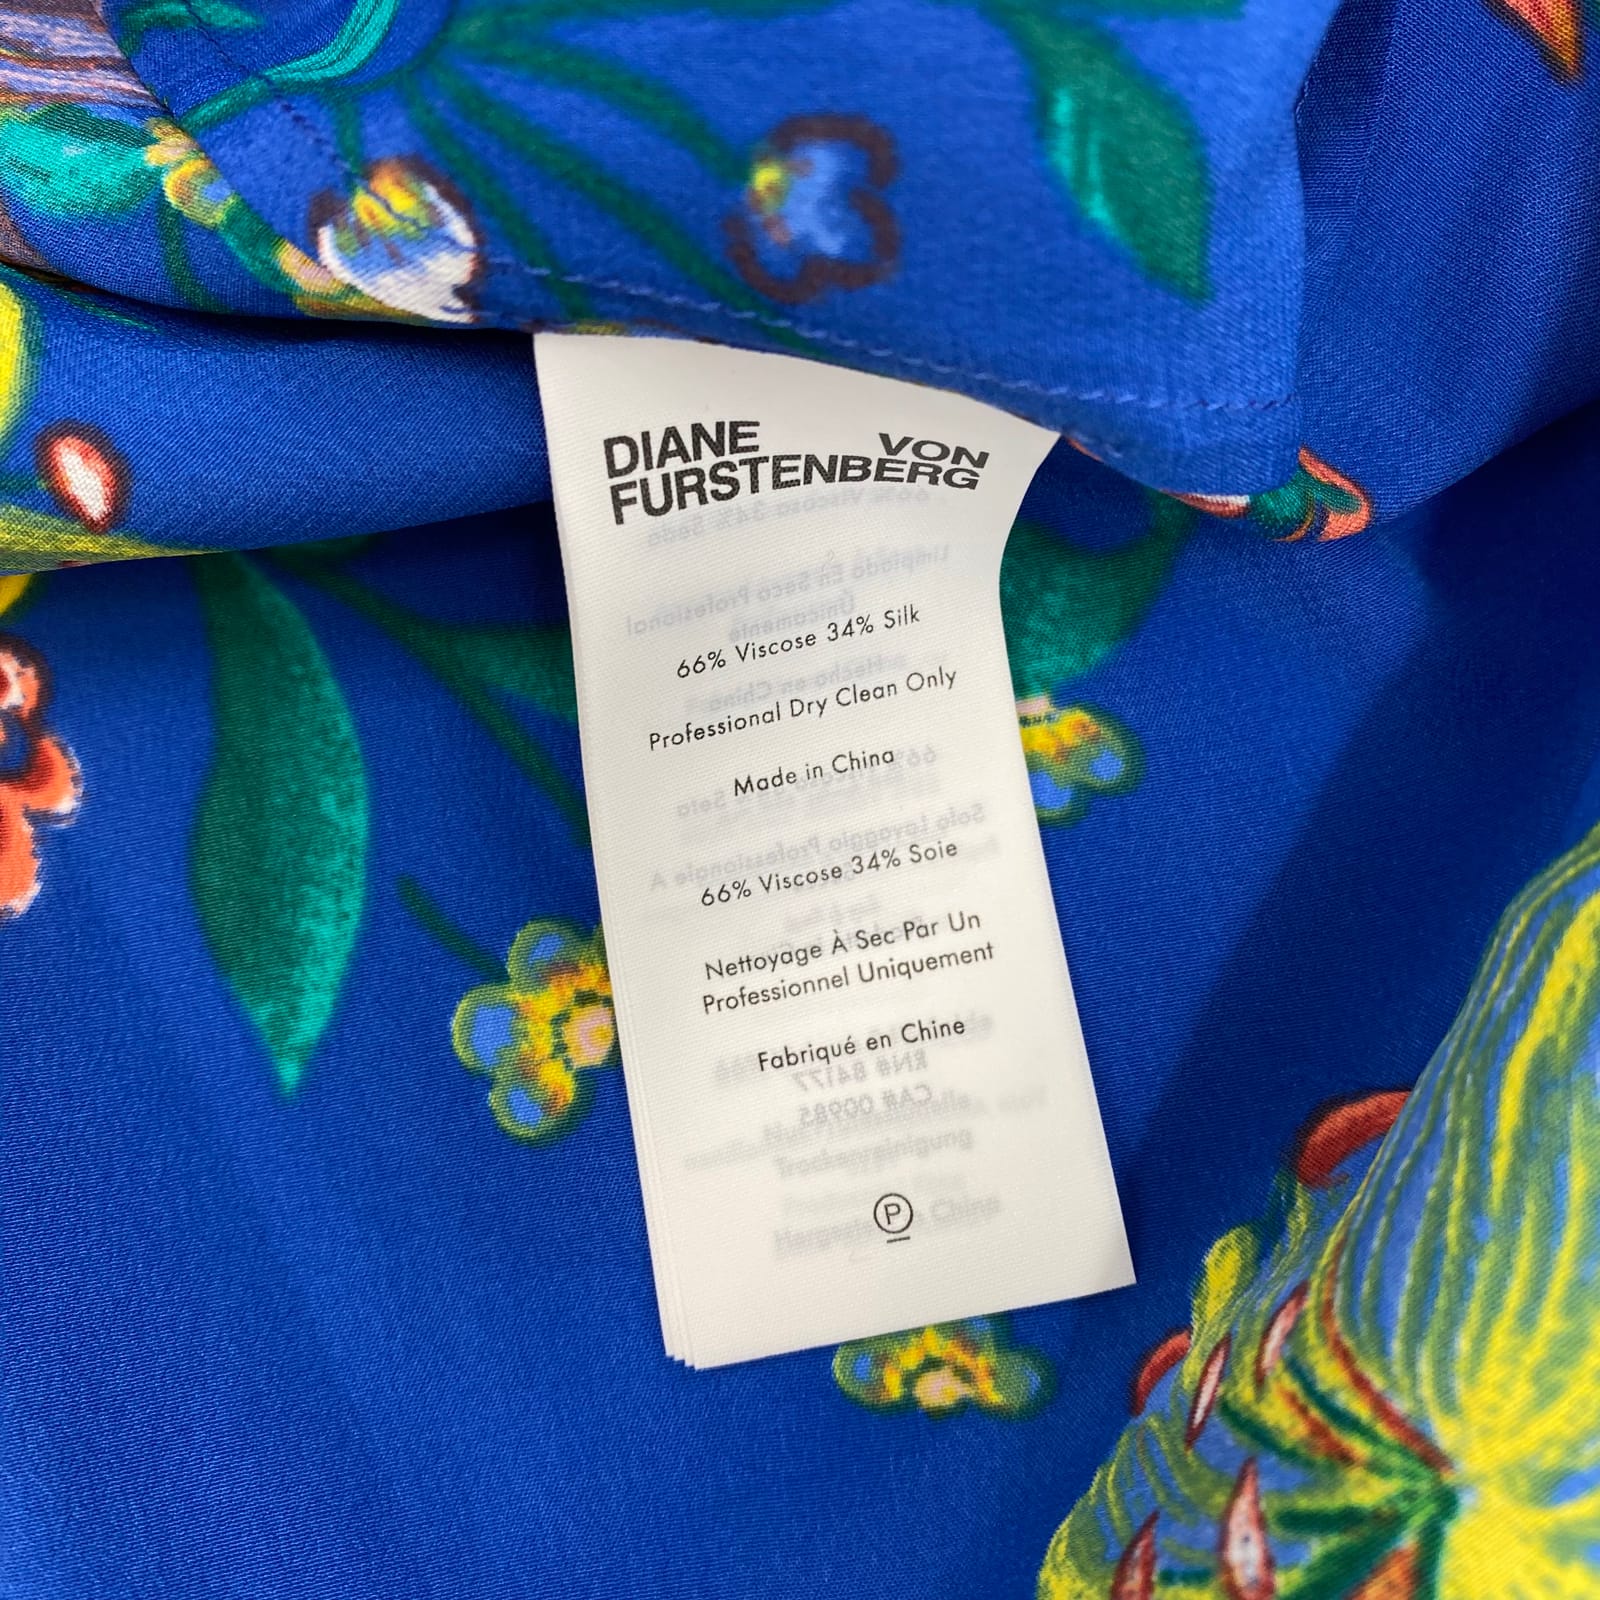 DIANE VON
FURSTENBERG
66% Viscose 34% Silk
Professional Dry Clean Only
Made in China
66% Viscose 34% Soie
Nettoyage À Sec Par Un
Professionnel Uniquement
Fabriqué en Chine
P